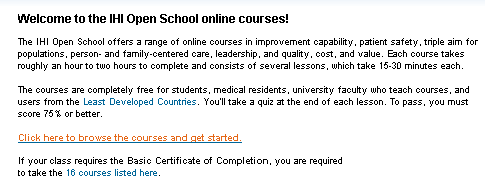 Welcome to the IHI Open School online courses!
The IHI Open School offers a range of online courses in improvement capability, patient safety, triple aim for
populations, person- and family-centered care, leadership, and quality, cost, and value. Each course takes
roughly an hour to two hours to complete and consists of several lessons, which take 15-30 minutes each.
The courses are completely free for students, medical residents, university faculty who teach courses, and
users from the Least Developed Countries. You'll take a quiz at the end of each lesson. To pass, you must
score 75% or better.
Click here to browse the courses and get started.
If your class requires the Basic Certificate of Completion, you are required
to take the 16 courses listed here.